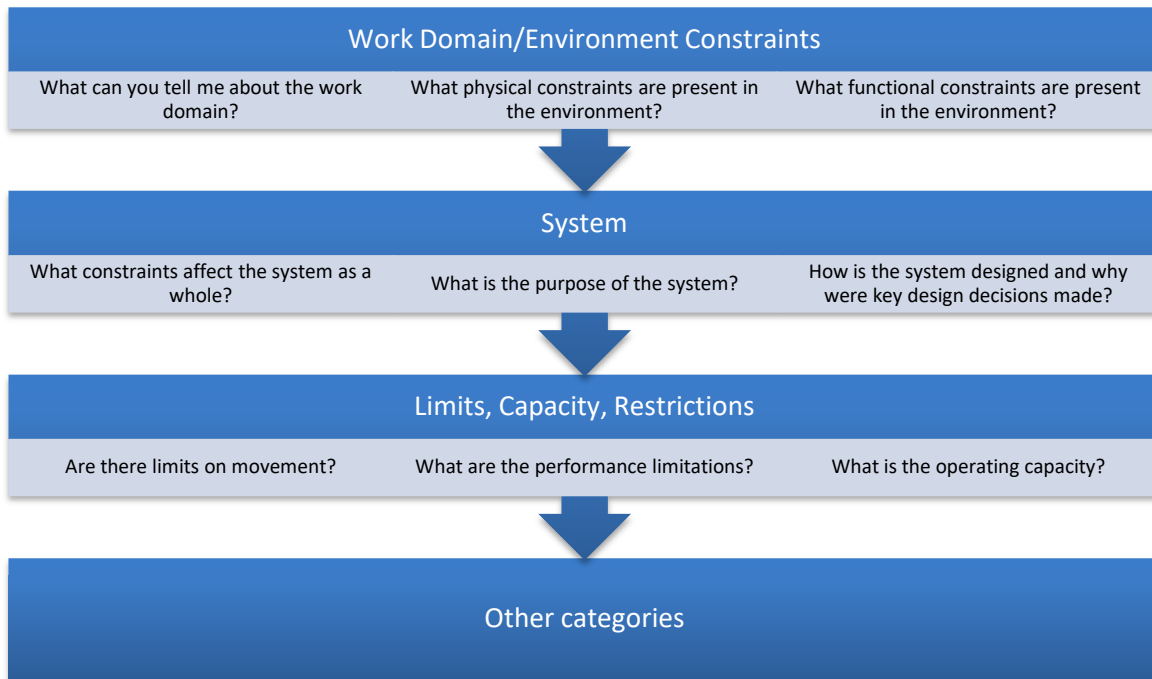 Work Domain/Environment Constraints
What can you tell me about the work
domain?
What physical constraints are present in
the environment?
What functional constraints are present
in the environment?
System
What constraints affect the system as a
whole?
What is the purpose of the system?
How is the system designed and why
were key design decisions made?
Limits, Capacity, Restrictions
Are there limits on movement?
What are the performance limitations?
What is the operating capacity?
Other categories